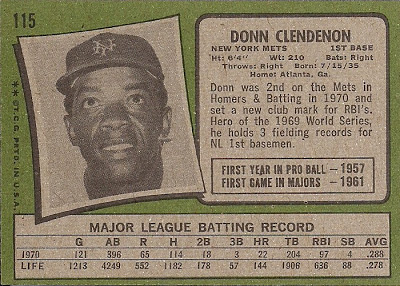 115
DONN CLENDENON
NEW YORK METS 1ST BASE
Ht: 6'4" Wt: 210 Bats: Right
Throws: Right Born: 7/15/35
Home: Atlanta, Ga.
Donn was 2nd on the Mets in
Homers & Batting in 1970 and
set a new club mark for RBI's.
Hero of the 1969 World Series,
he holds 3 fielding records for
NL 1st basemen.
FIRST YEAR IN PRO BALL - 1957
FIRST GAME IN MAJORS - 1961
★★ © T.C.G. PRTD. IN U.S.A.
MAJOR LEAGUE BATTING RECORD
G AB R H 2B 3B HR TB RBI SB AVG.
1970 121 396 65 114 18 3 22 204 97 4 .288
LIFE 1213 4249 552 1182 178 57 144 1906 636 88 .278